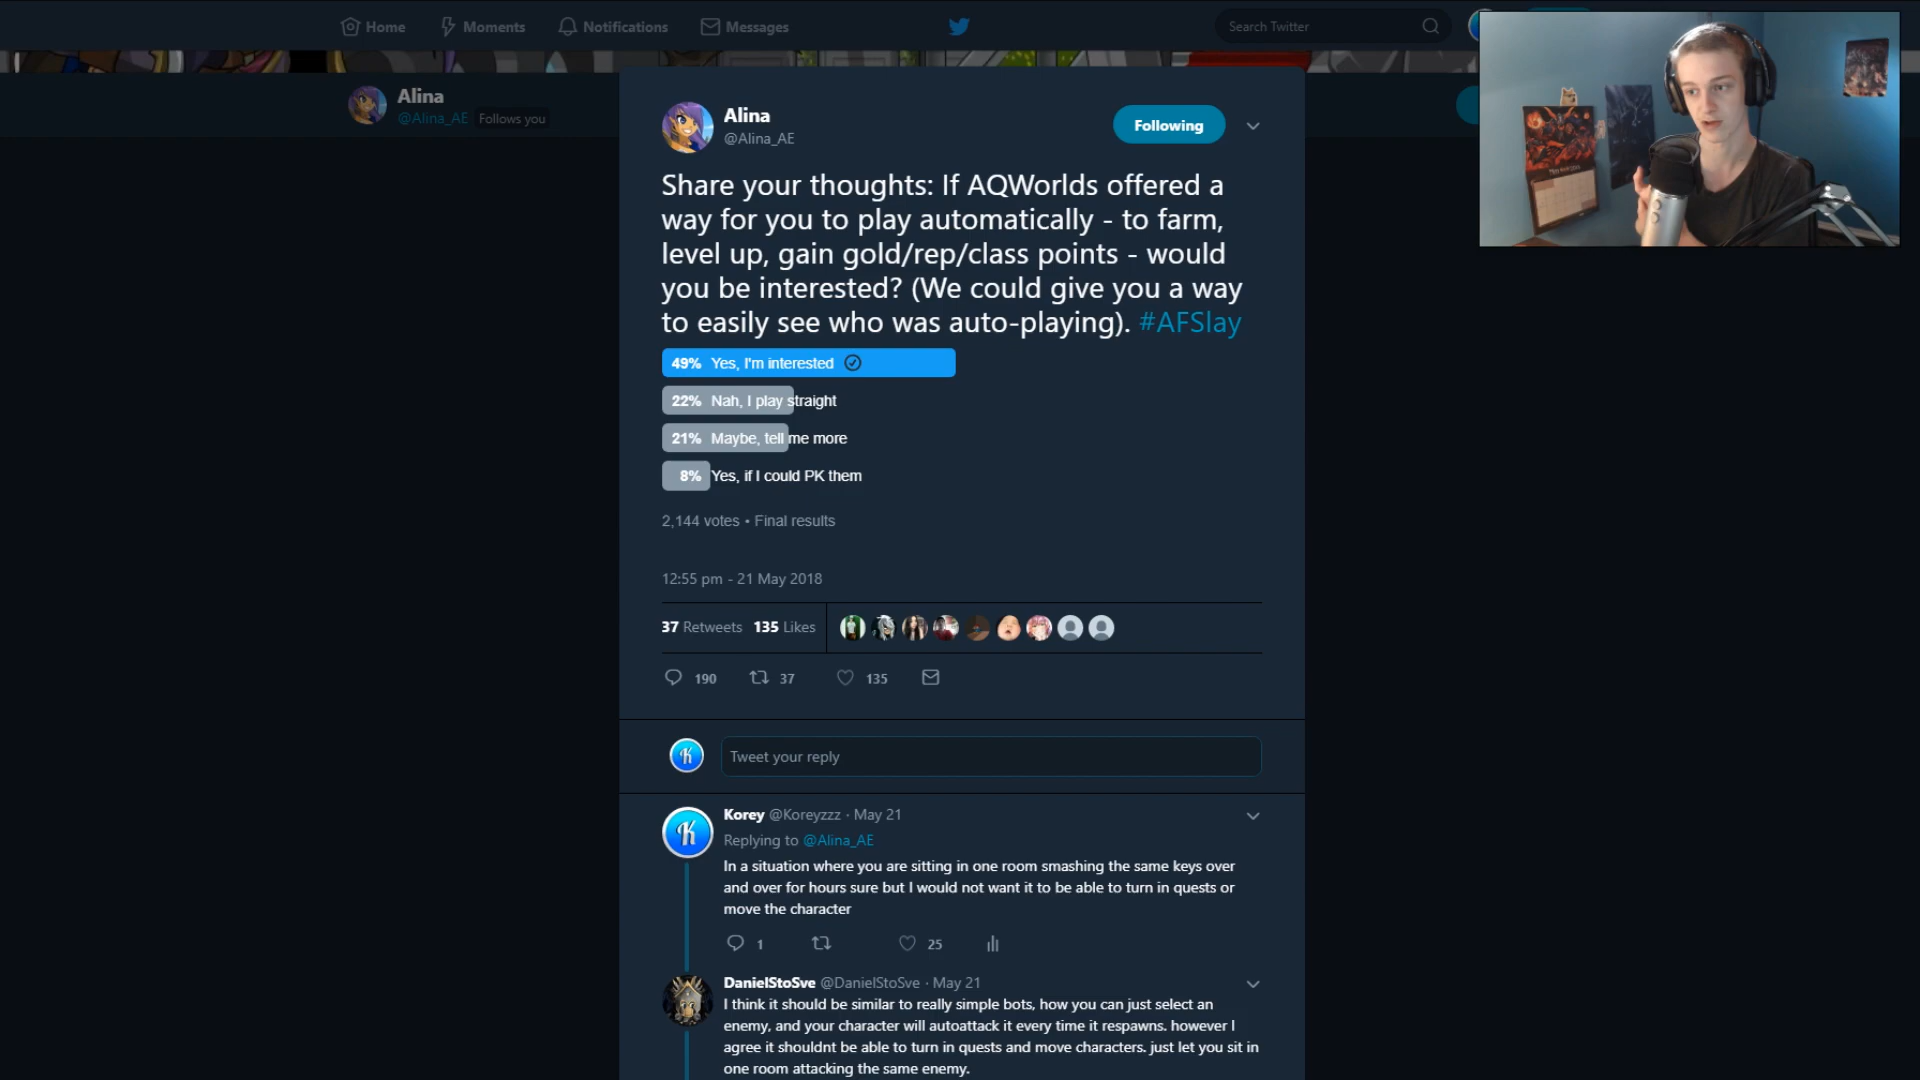 Home
Moments
Notifications
Messages
Search Twitter
Alina
@Alina_AE Follows you
Alina
@Alina_AE
Following
Share your thoughts: If AQWorlds offered a
way for you to play automatically - to farm,
level up, gain gold/rep/class points - would
you be interested? (We could give you a way
to easily see who was auto-playing). #AFSlay
49% Yes, I'm interested
22% Nah, I play straight
21% Maybe, tell me more
8% Yes, if I could PK them
2,144 votes • Final results
12:55 pm - 21 May 2018
37 Retweets 135 Likes
190 37 135
Tweet your reply
Korey @Koreyzzz · May 21
Replying to @Alina_AE
In a situation where you are sitting in one room smashing the same keys over
and over for hours sure but I would not want it to be able to turn in quests or
move the character
1 25
DanielStoSve @DanielStoSve · May 21
I think it should be similar to really simple bots, how you can just select an
enemy, and your character will autoattack it every time it respawns. however I
agree it shouldnt be able to turn in quests and move characters. just let you sit in
one room attacking the same enemy.